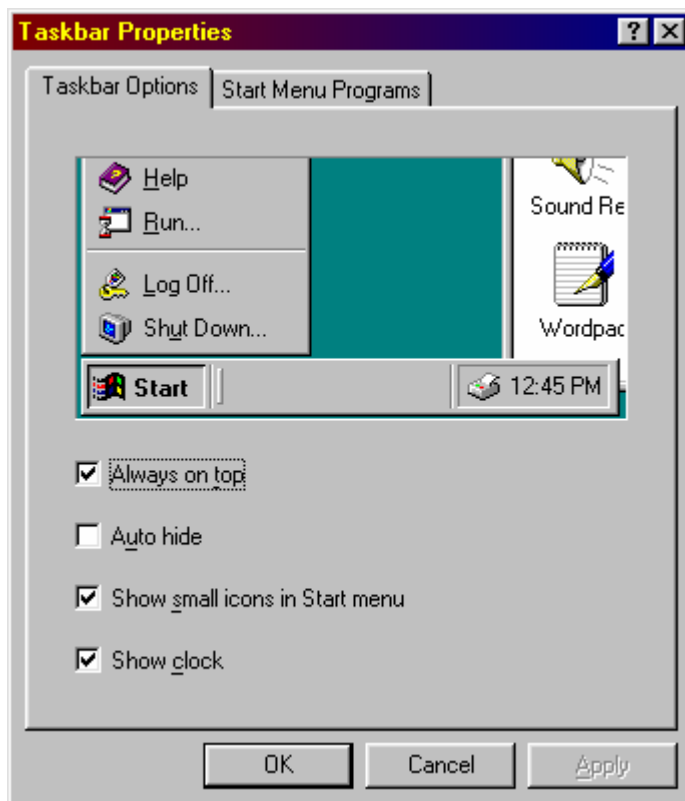 Taskbar Properties
Taskbar Options Start Menu Programs
Help
Run...
Sound Re
Log Off...
Shut Down...
Wordpac
Start 12:45 PM
Always on top
Auto hide
Show small icons in Start menu
Show clock
OK Cancel Apply